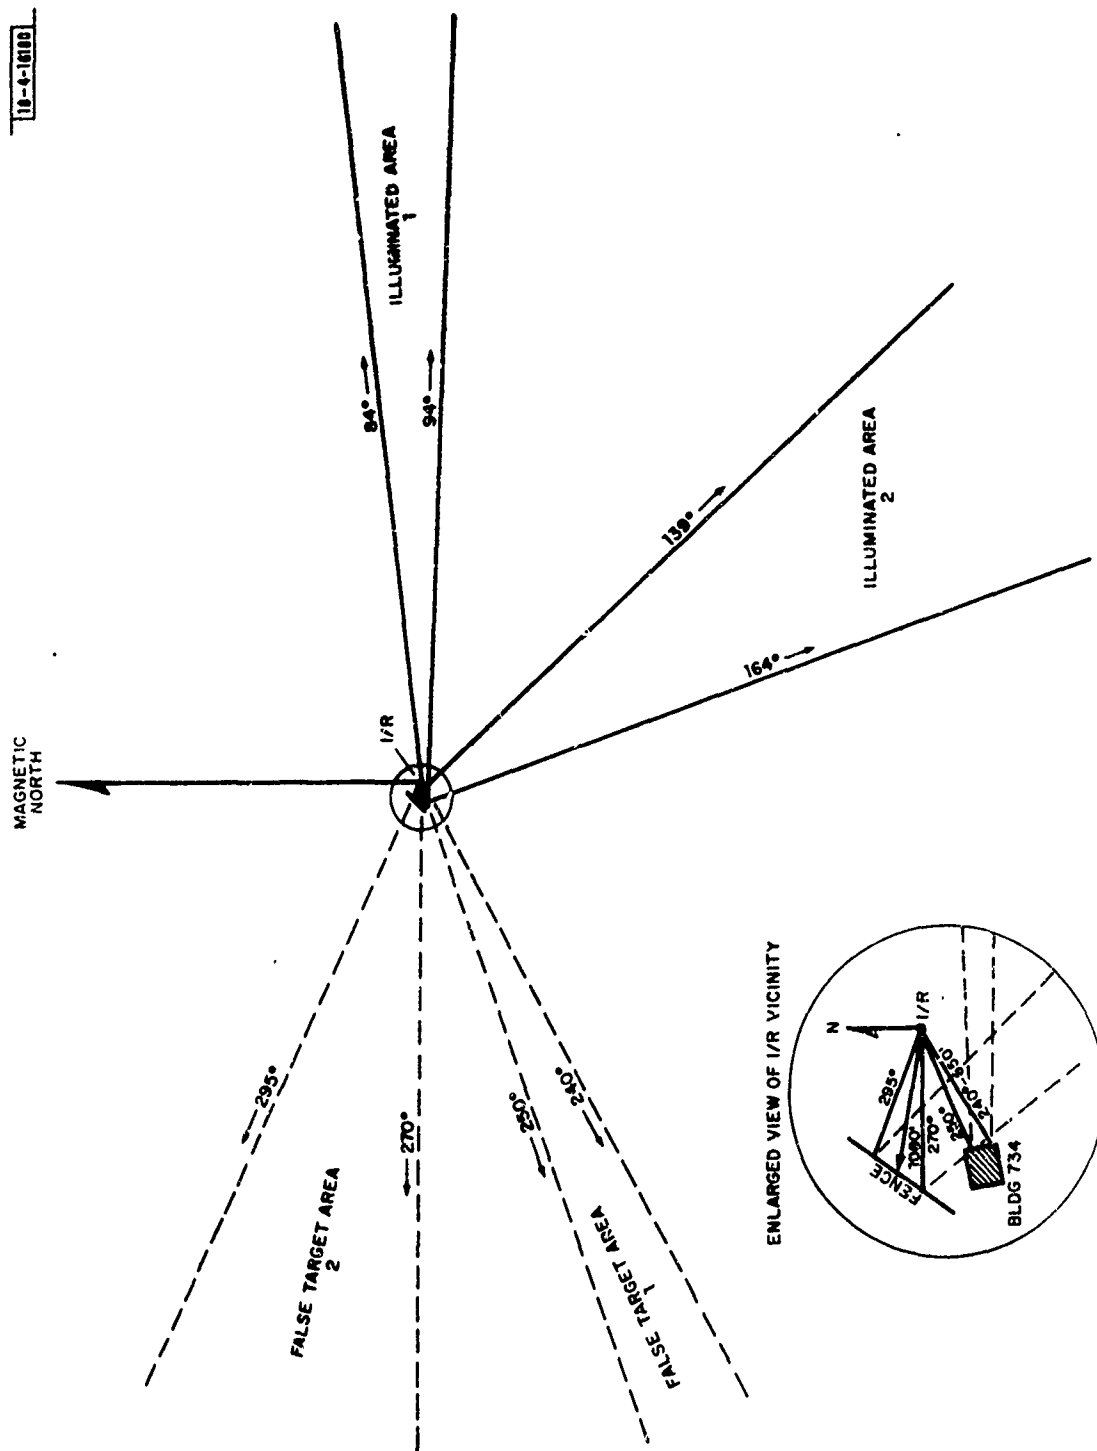 18-4-16180
MAGNETIC
NORTH
I/R
84°
94°
ILLUMINATED AREA
1
139°
164°
ILLUMINATED AREA
2
295°
270°
250°
240°
FALSE TARGET AREA
2
FALSE TARGET AREA
1
ENLARGED VIEW OF I/R VICINITY
N
I/R
295°
1080'
270°
250°
240°-550'
FENCE
BLDG 734